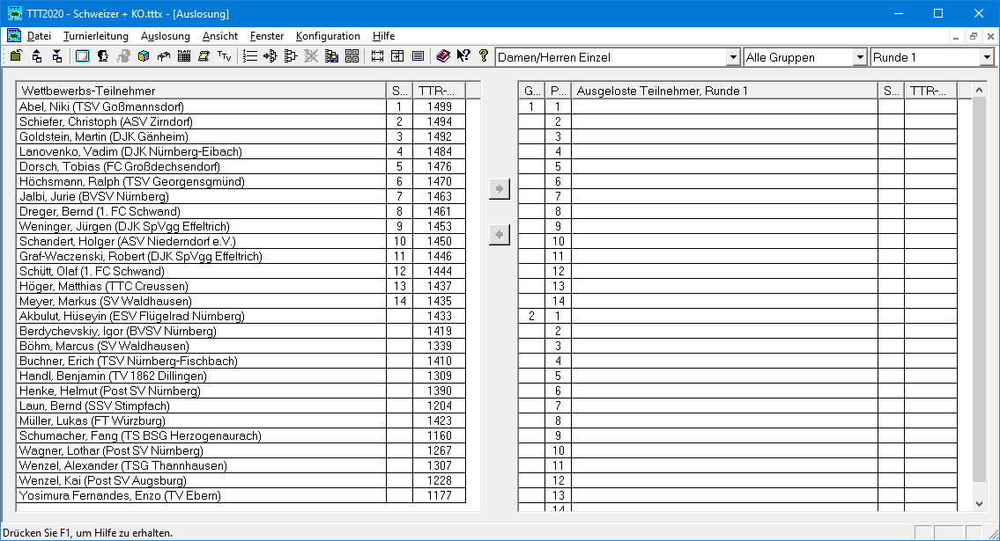 TTT2020 - Schweizer + KO.tttx - [Auslosung]
Datei Turnierleitung Auslosung Ansicht Fenster Konfiguration Hilfe
Damen/Herren Einzel Alle Gruppen Runde 1
Wettbewerbs-Teilnehmer S... TTR-...
Abel, Niki (TSV Goßmannsdorf) 1 1499
Schiefer, Christoph (ASV Zirndorf) 2 1494
Goldstein, Martin (DJK Gänheim) 3 1492
Lanovenko, Vadim (DJK Nürnberg-Eibach) 4 1484
Dorsch, Tobias (FC Großdechsendorf) 5 1476
Höchsmann, Ralph (TSV Georgensgmünd) 6 1470
Jalbi, Jurie (BVSV Nürnberg) 7 1463
Dreger, Bernd (1. FC Schwand) 8 1461
Weninger, Jürgen (DJK SpVgg Effeltrich) 9 1453
Schandert, Holger (ASV Niederndorf e.V.) 10 1450
Graf-Waczenski, Robert (DJK SpVgg Effeltrich) 11 1446
Schütt, Olaf (1. FC Schwand) 12 1444
Höger, Matthias (TTC Creussen) 13 1437
Meyer, Markus (SV Waldhausen) 14 1435
Akbulut, Hüseyin (ESV Flügelrad Nürnberg) 1433
Berdychevskiy, Igor (BVSV Nürnberg) 1419
Böhm, Marcus (SV Waldhausen) 1339
Buchner, Erich (TSV Nürnberg-Fischbach) 1410
Handl, Benjamin (TV 1862 Dillingen) 1309
Henke, Helmut (Post SV Nürnberg) 1390
Laun, Bernd (SSV Stimpfach) 1204
Müller, Lukas (FT Würzburg) 1423
Schumacher, Fang (TS BSG Herzogenaurach) 1160
Wagner, Lothar (Post SV Nürnberg) 1267
Wenzel, Alexander (TSG Thannhausen) 1307
Wenzel, Kai (Post SV Augsburg) 1228
Yosimura Fernandes, Enzo (TV Ebern) 1177
G... P... Ausgeloste Teilnehmer, Runde 1 S... TTR-...
1 1
2
3
4
5
6
7
8
9
10
11
12
13
14
2 1
2
3
4
5
6
7
8
9
10
11
12
13
14
Drücken Sie F1, um Hilfe zu erhalten.